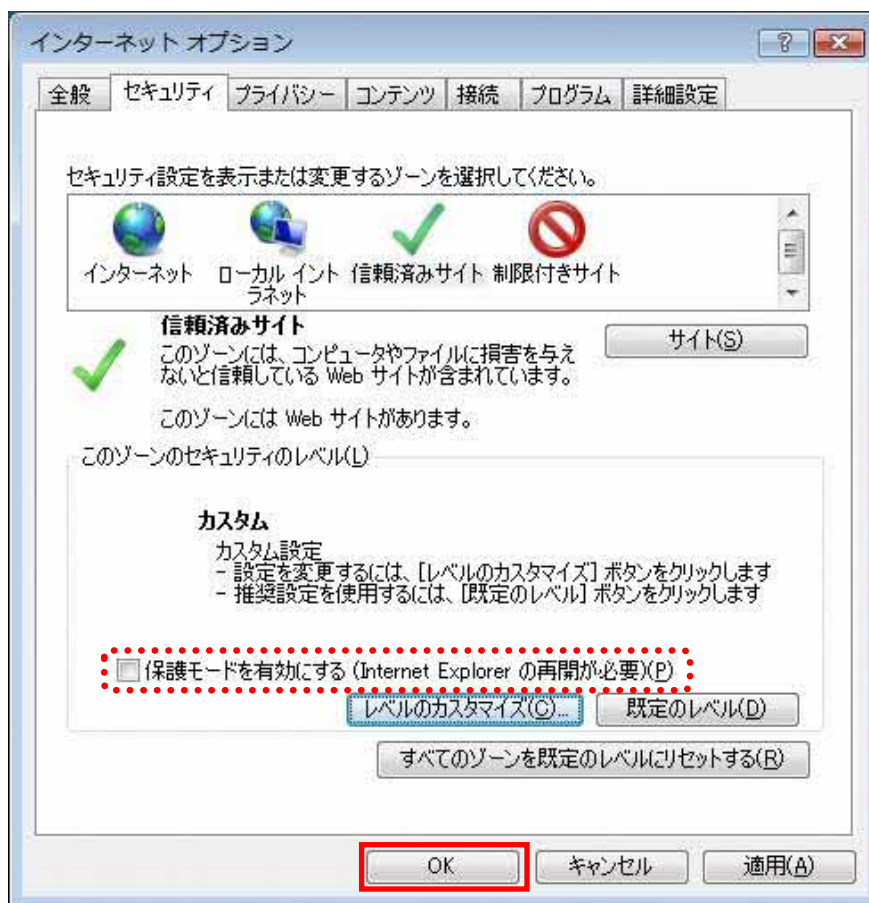 インターネット オプション
全般 セキュリティ プライバシー コンテンツ 接続 プログラム 詳細設定
セキュリティ設定を表示または変更するゾーンを選択してください。
インターネット ローカル イント 信頼済みサイト 制限付きサイト
ラネット
信頼済みサイト
サイト(S)
このゾーンには、コンピュータやファイルに損害を与え
ないと信頼している Web サイトが含まれています。
このゾーンには Web サイトがあります。
このゾーンのセキュリティのレベル(L)
カスタム
カスタム設定
- 設定を変更するには、[レベルのカスタマイズ] ボタンをクリックします
- 推奨設定を使用するには、[既定のレベル] ボタンをクリックします
保護モードを有効にする (Internet Explorer の再開が必要)(P)
レベルのカスタマイズ(C)... 既定のレベル(D)
すべてのゾーンを既定のレベルにリセットする(R)
OK キャンセル 適用(A)